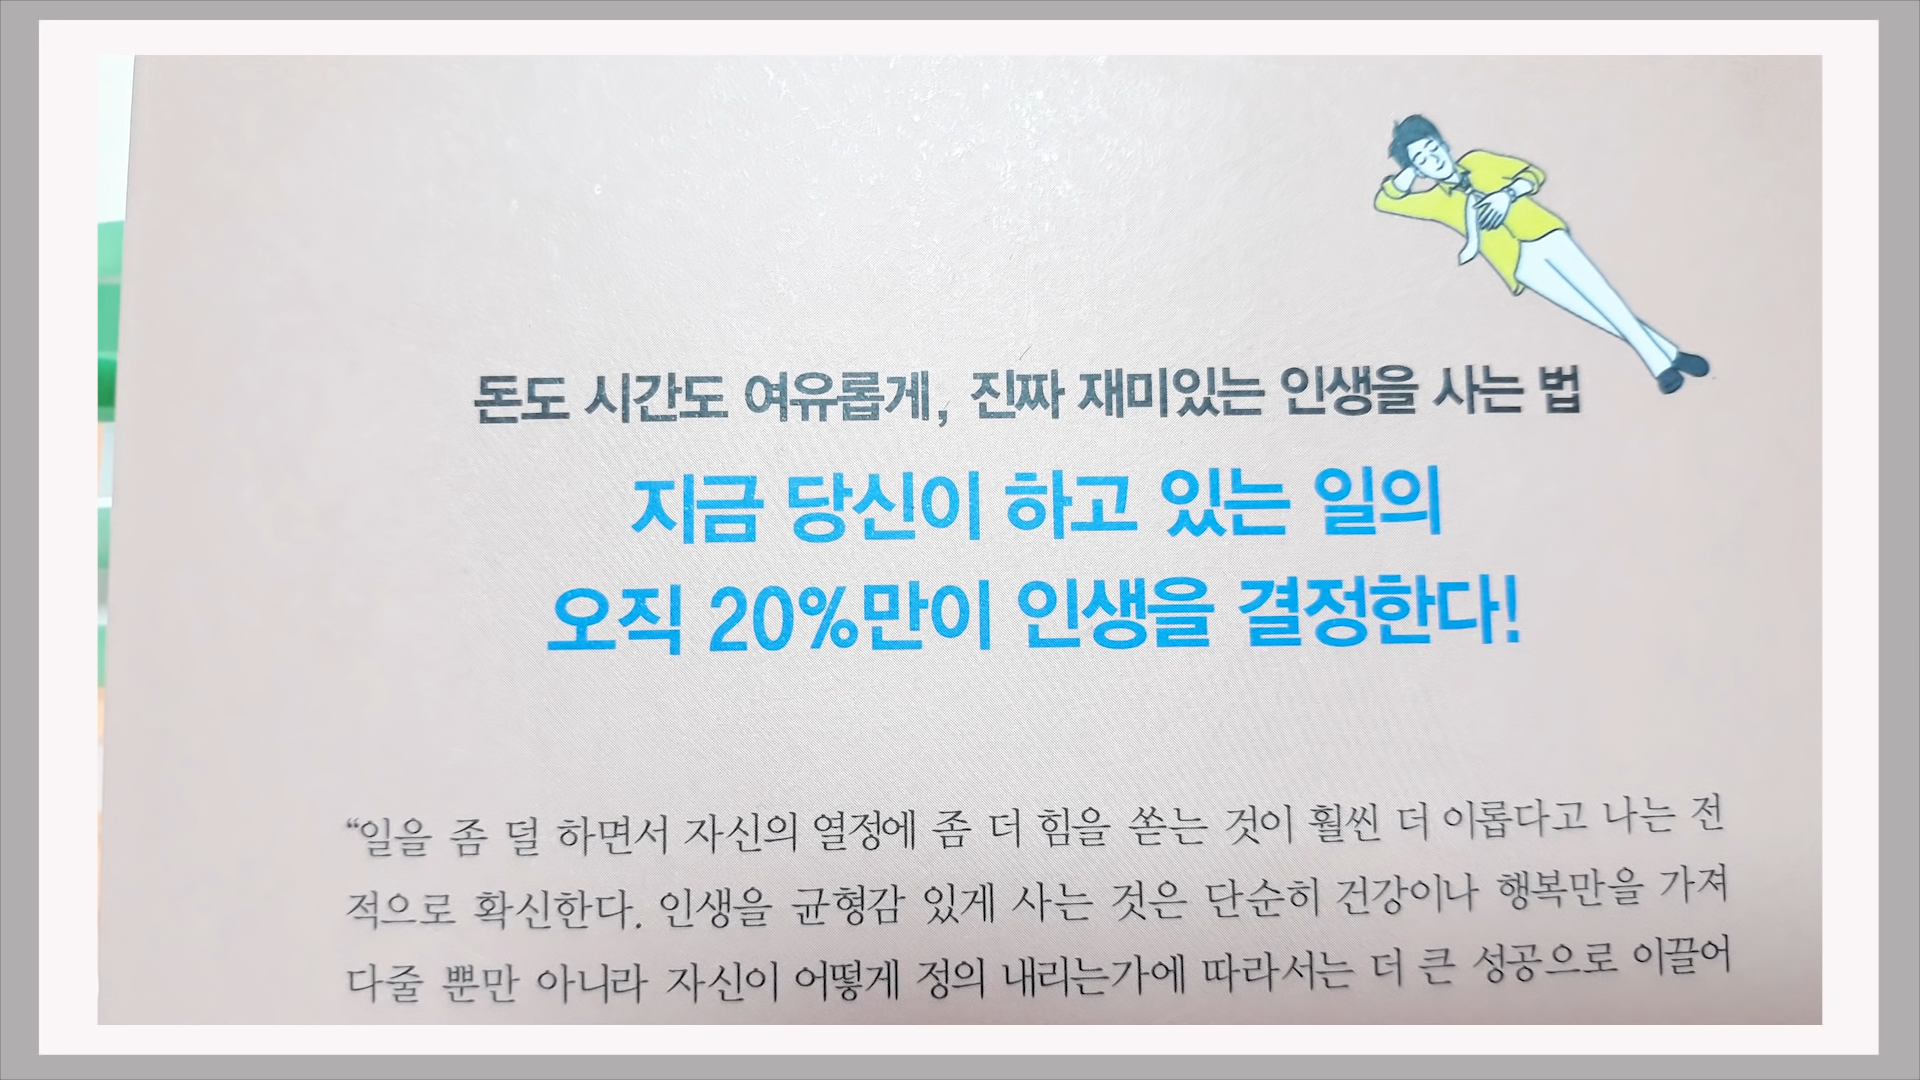 돈도 시간도 여유롭게, 진짜 재미있는 인생을 사는 법
지금 당신이 하고 있는 일의
오직 20%만이 인생을 결정한다!
“일을 좀 덜 하면서 자신의 열정에 좀 더 힘을 쏟는 것이 훨씬 더 이롭다고 나는 전
적으로 확신한다. 인생을 균형감 있게 사는 것은 단순히 건강이나 행복만을 가져
다줄 뿐만 아니라 자신이 어떻게 정의 내리는가에 따라서는 더 큰 성공으로 이끌어